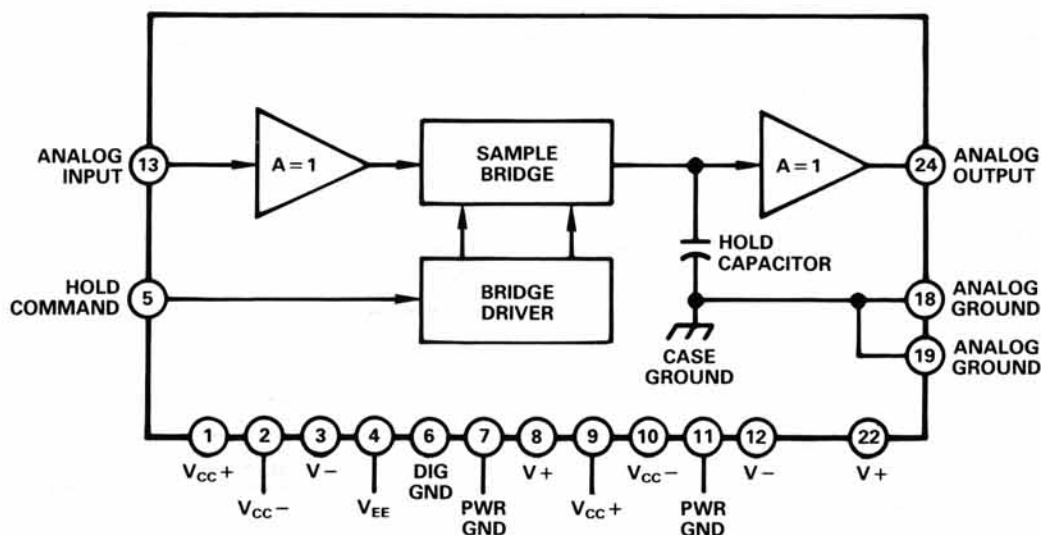 ANALOG
INPUT
13
A = 1
SAMPLE
BRIDGE
A = 1
24
ANALOG
OUTPUT
HOLD
CAPACITOR
HOLD
COMMAND
5
BRIDGE
DRIVER
CASE
GROUND
18
ANALOG
GROUND
19
ANALOG
GROUND
1 2 3 4 6 7 8 9 10 11 12 22
VCC+
VCC−
V−
VEE
DIG
GND
PWR
GND
V+
VCC+
VCC−
PWR
GND
V−
V+